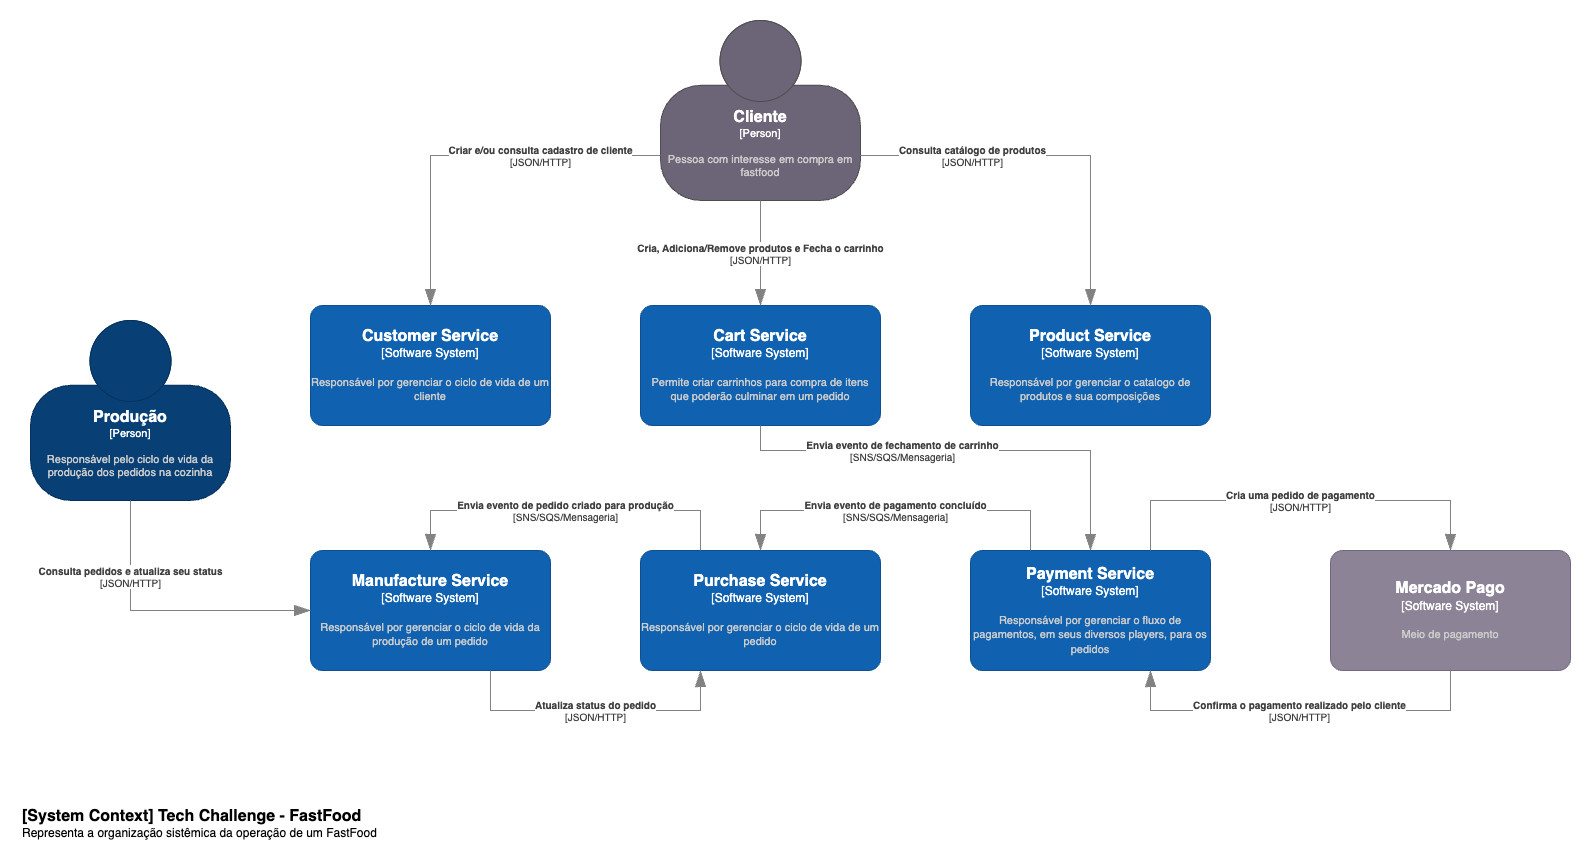 Cliente
[Person]
Pessoa com interesse em compra em
fastfood
Criar e/ou consulta cadastro de cliente
[JSON/HTTP]
Consulta catálogo de produtos
[JSON/HTTP]
Cria, Adiciona/Remove produtos e Fecha o carrinho
[JSON/HTTP]
Customer Service
[Software System]
Responsável por gerenciar o ciclo de vida de um
cliente
Cart Service
[Software System]
Permite criar carrinhos para compra de itens
que poderão culminar em um pedido
Product Service
[Software System]
Responsável por gerenciar o catalogo de
produtos e sua composições
Produção
[Person]
Responsável pelo ciclo de vida da
produção dos pedidos na cozinha
Envia evento de fechamento de carrinho
[SNS/SQS/Mensageria]
Envia evento de pedido criado para produção
[SNS/SQS/Mensageria]
Envia evento de pagamento concluído
[SNS/SQS/Mensageria]
Cria uma pedido de pagamento
[JSON/HTTP]
Consulta pedidos e atualiza seu status
[JSON/HTTP]
Manufacture Service
[Software System]
Responsável por gerenciar o ciclo de vida da
produção de um pedido
Purchase Service
[Software System]
Responsável por gerenciar o ciclo de vida de um
pedido
Payment Service
[Software System]
Responsável por gerenciar o fluxo de
pagamentos, em seus diversos players, para os
pedidos
Mercado Pago
[Software System]
Meio de pagamento
Atualiza status do pedido
[JSON/HTTP]
Confirma o pagamento realizado pelo cliente
[JSON/HTTP]
[System Context] Tech Challenge - FastFood
Representa a organização sistêmica da operação de um FastFood